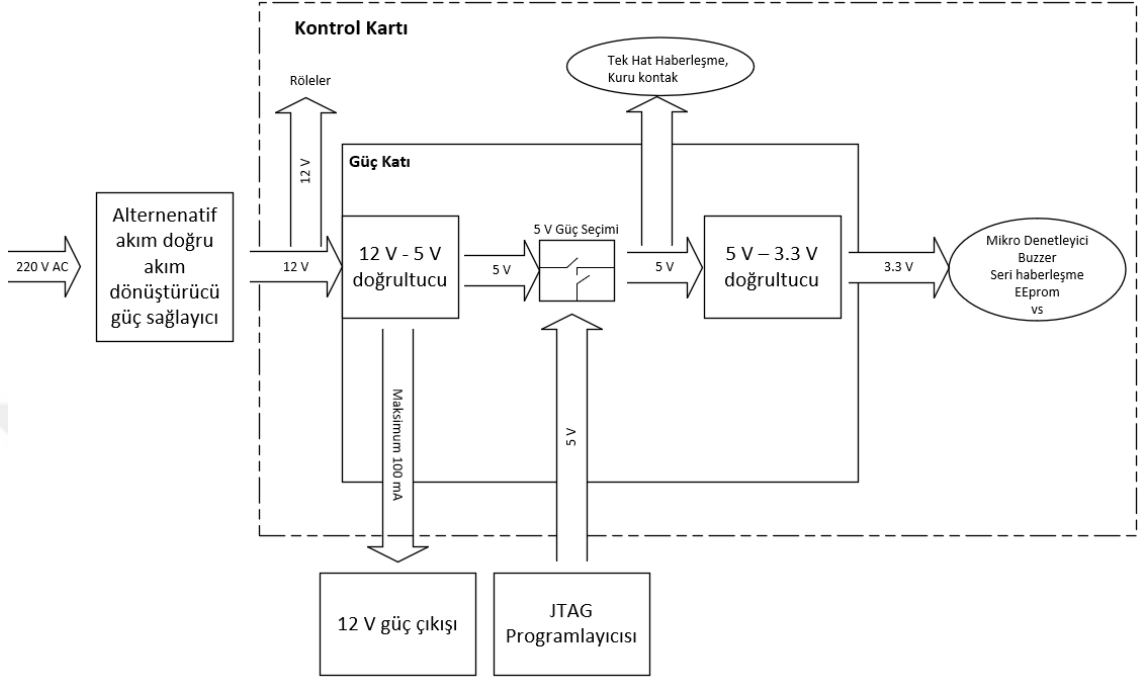 Kontrol Kartı
Tek Hat Haberleşme,
Kuru kontak
Röleler
12 V
Güç Katı
220 V AC
Alternenatif
akım doğru
akım
dönüştürücü
güç sağlayıcı
12 V
12 V - 5 V
doğrultucu
5 V
5 V Güç Seçimi
5 V
5 V – 3.3 V
doğrultucu
3.3 V
Mikro Denetleyici
Buzzer
Seri haberleşme
EEprom
vs
Maksimum 100 mA
5 V
12 V güç çıkışı
JTAG
Programlayıcısı